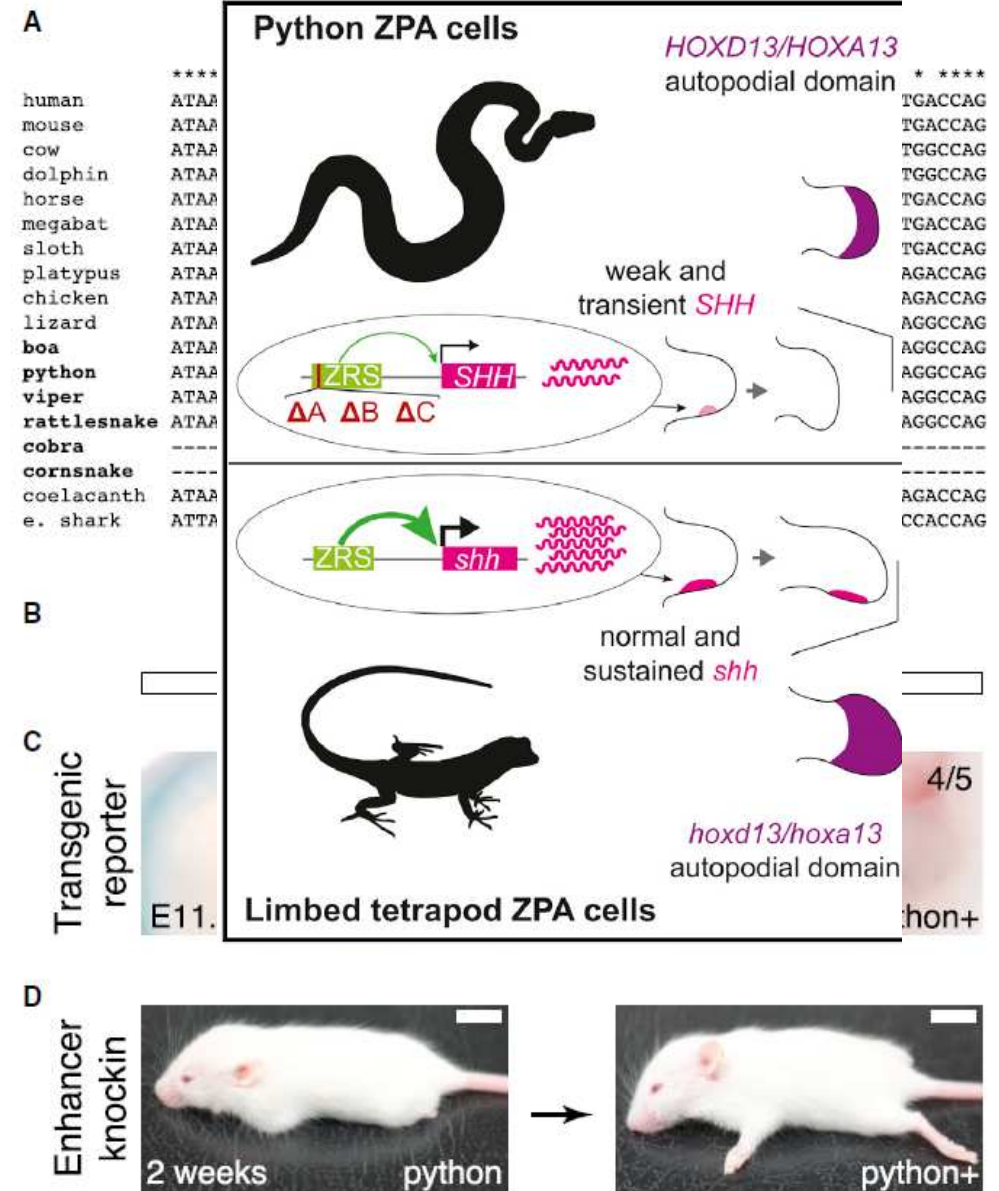 A
Python ZPA cells
HOXD13/HOXA13
autopodial domain
**** * ****
human ATAA TGACCAG
mouse ATAA TGACCAG
cow ATAA TGGCCAG
dolphin ATAA TGGCCAG
horse ATAA TGACCAG
megabat ATAA TGACCAG
sloth ATAA TGACCAG
platypus ATAA AGACCAG
chicken ATAA AGACCAG
lizard ATAA AGGCCAG
boa ATAA AGGCCAG
python ATAA AGGCCAG
viper ATAA AGGCCAG
rattlesnake ATAA AGGCCAG
cobra ---- -------
cornsnake ---- -------
coelacanth ATAA AGACCAG
e. shark ATTA CCACCAG
weak and
transient SHH
ZRS SHH
ΔA ΔB ΔC
ZRS shh
normal and
sustained shh
hoxd13/hoxa13
autopodial domain
Limbed tetrapod ZPA cells
B
C
Transgenic
reporter
E11.
4/5
thon+
D
Enhancer
knockin
2 weeks python
python+